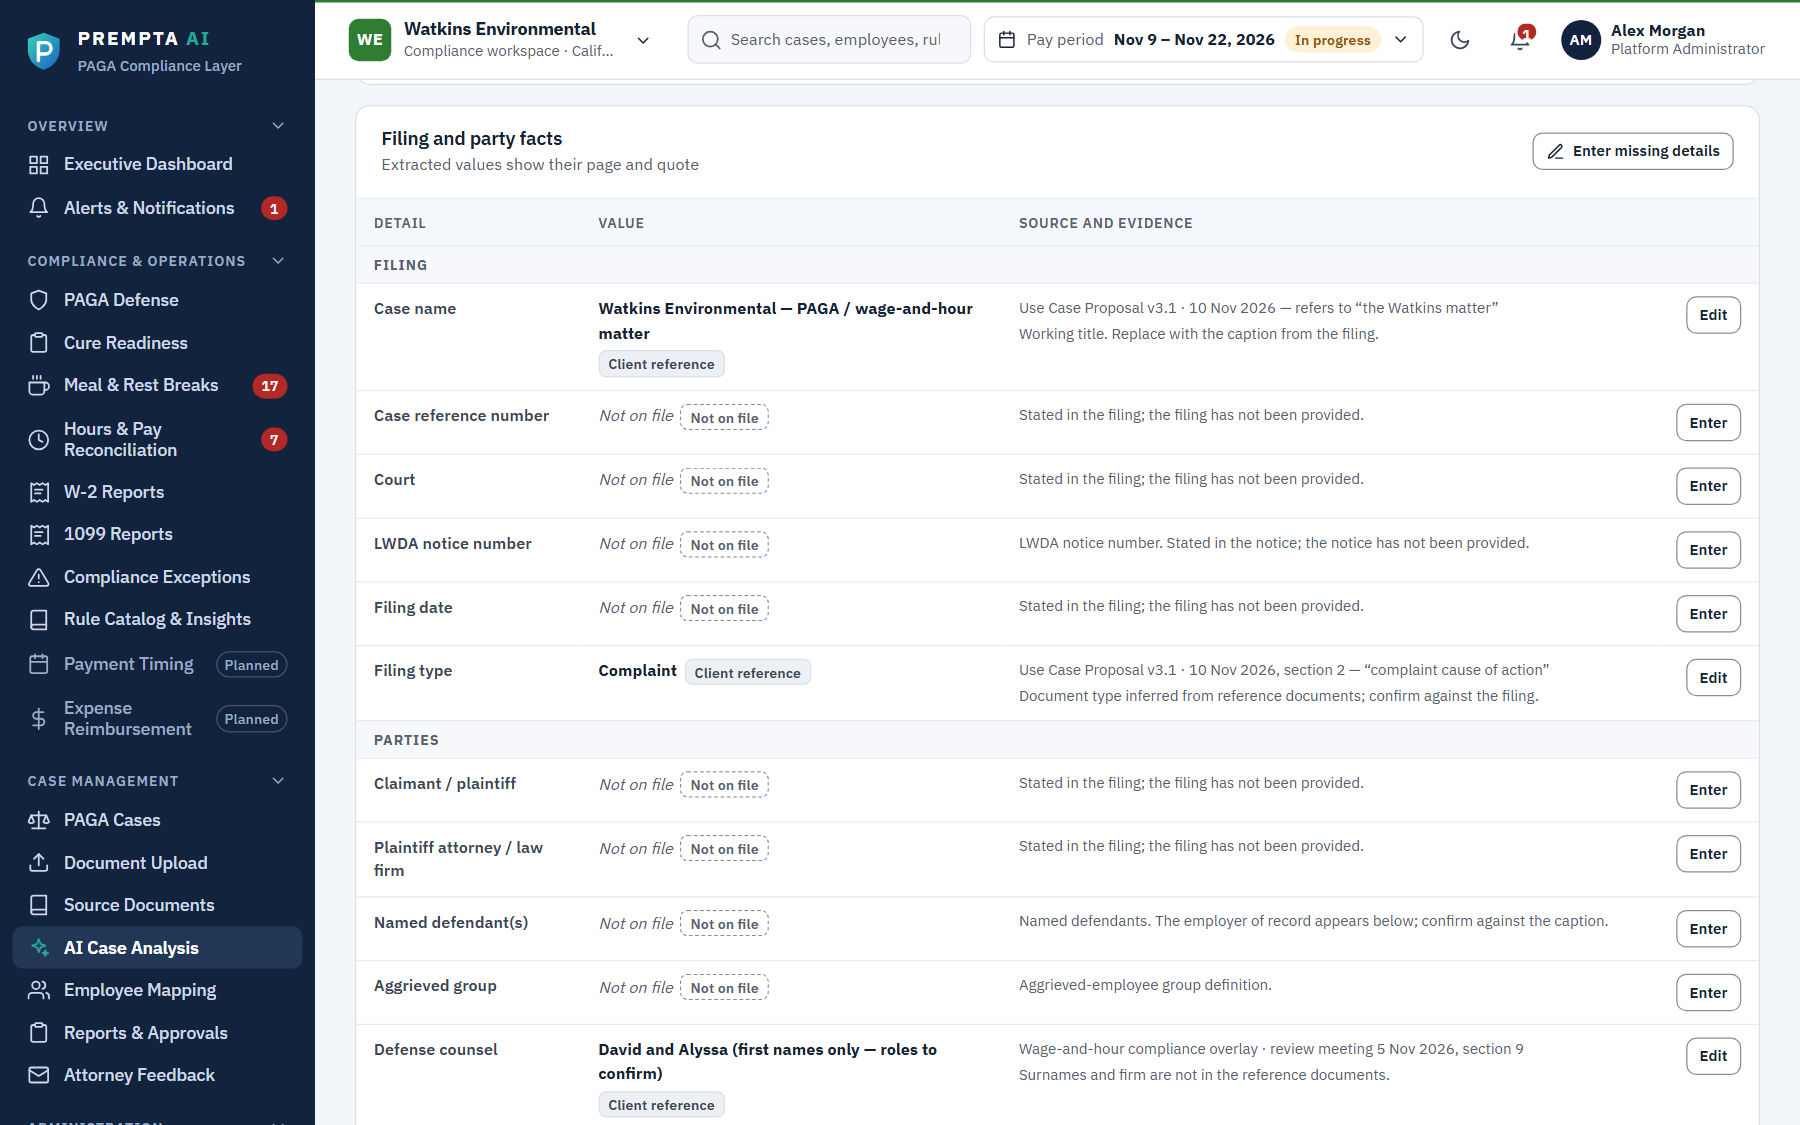 PREMPTA AI
PAGA Compliance Layer
OVERVIEW
Executive Dashboard
Alerts & Notifications 1
COMPLIANCE & OPERATIONS
PAGA Defense
Cure Readiness
Meal & Rest Breaks 17
Hours & Pay
Reconciliation 7
W-2 Reports
1099 Reports
Compliance Exceptions
Rule Catalog & Insights
Payment Timing Planned
Expense
Reimbursement Planned
CASE MANAGEMENT
PAGA Cases
Document Upload
Source Documents
AI Case Analysis
Employee Mapping
Reports & Approvals
Attorney Feedback
ADMINISTRATION
WE
Watkins Environmental
Compliance workspace · Calif...
Search cases, employees, rul
Pay period Nov 9 – Nov 22, 2026 In progress
1
AM
Alex Morgan
Platform Administrator
Filing and party facts
Extracted values show their page and quote
Enter missing details
DETAIL VALUE SOURCE AND EVIDENCE
FILING
Case name
Watkins Environmental — PAGA / wage-and-hour
matter
Client reference
Use Case Proposal v3.1 · 10 Nov 2026 — refers to “the Watkins matter”
Working title. Replace with the caption from the filing.
Edit
Case reference number Not on file Not on file Stated in the filing; the filing has not been provided. Enter
Court Not on file Not on file Stated in the filing; the filing has not been provided. Enter
LWDA notice number Not on file Not on file LWDA notice number. Stated in the notice; the notice has not been provided. Enter
Filing date Not on file Not on file Stated in the filing; the filing has not been provided. Enter
Filing type Complaint Client reference
Use Case Proposal v3.1 · 10 Nov 2026, section 2 — “complaint cause of action”
Document type inferred from reference documents; confirm against the filing.
Edit
PARTIES
Claimant / plaintiff Not on file Not on file Stated in the filing; the filing has not been provided. Enter
Plaintiff attorney / law
firm
Not on file Not on file Stated in the filing; the filing has not been provided. Enter
Named defendant(s) Not on file Not on file Named defendants. The employer of record appears below; confirm against the caption. Enter
Aggrieved group Not on file Not on file Aggrieved-employee group definition. Enter
Defense counsel
David and Alyssa (first names only — roles to
confirm)
Client reference
Wage-and-hour compliance overlay · review meeting 5 Nov 2026, section 9
Surnames and firm are not in the reference documents.
Edit